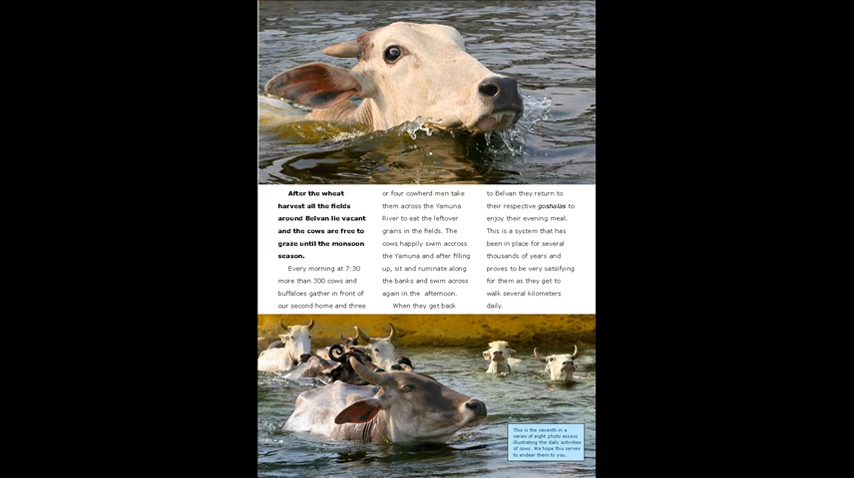 After the wheat
harvest all the fields
around Belvan lie vacant
and the cows are free to
graze until the monsoon
season.
Every morning at 7:30
more than 300 cows and
buffaloes gather in front of
our second home and three
or four cowherd men take
them across the Yamuna
River to eat the leftover
grains in the fields. The
cows happily swim accross
the Yamuna and after filling
up, sit and ruminate along
the banks and swim across
again in the afternoon.
When they get back
to Belvan they return to
their respective goshalas to
enjoy their evening meal.
This is a system that has
been in place for several
thousands of years and
proves to be very satsifying
for them as they get to
walk several kilometers
daily.
This is the seventh in a
series of eight photo essays
illustrating the daily activities
of cows. We hope this serves
to endear them to you.